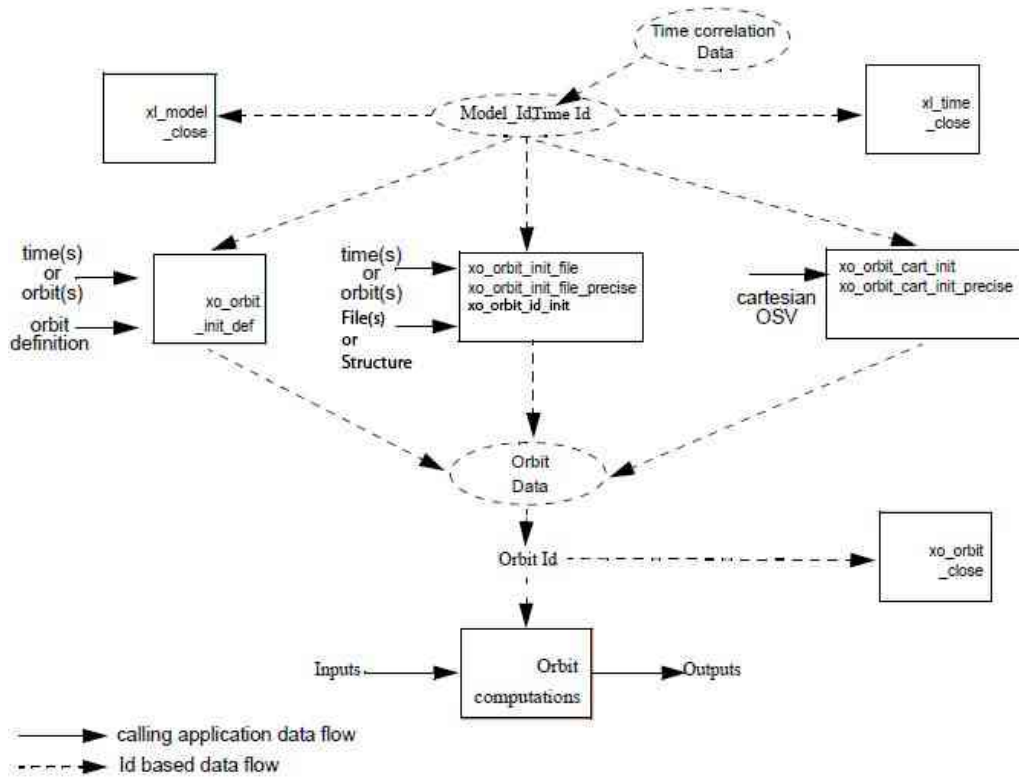 Time correlation
Data
xl_model
_close
Model_Id,Time Id
xl_time
_close
time(s)
or
orbit(s)
orbit
definition
xo_orbit
_init_def
time(s)
or
orbit(s)
File(s)
or
Structure
xo_orbit_init_file
xo_orbit_init_file_precise
xo_orbit_id_init
cartesian
OSV
xo_orbit_cart_init
xo_orbit_cart_init_precise
Orbit
Data
Orbit Id
xo_orbit
_close
Inputs
Orbit
computations
Outputs
calling application data flow
Id based data flow